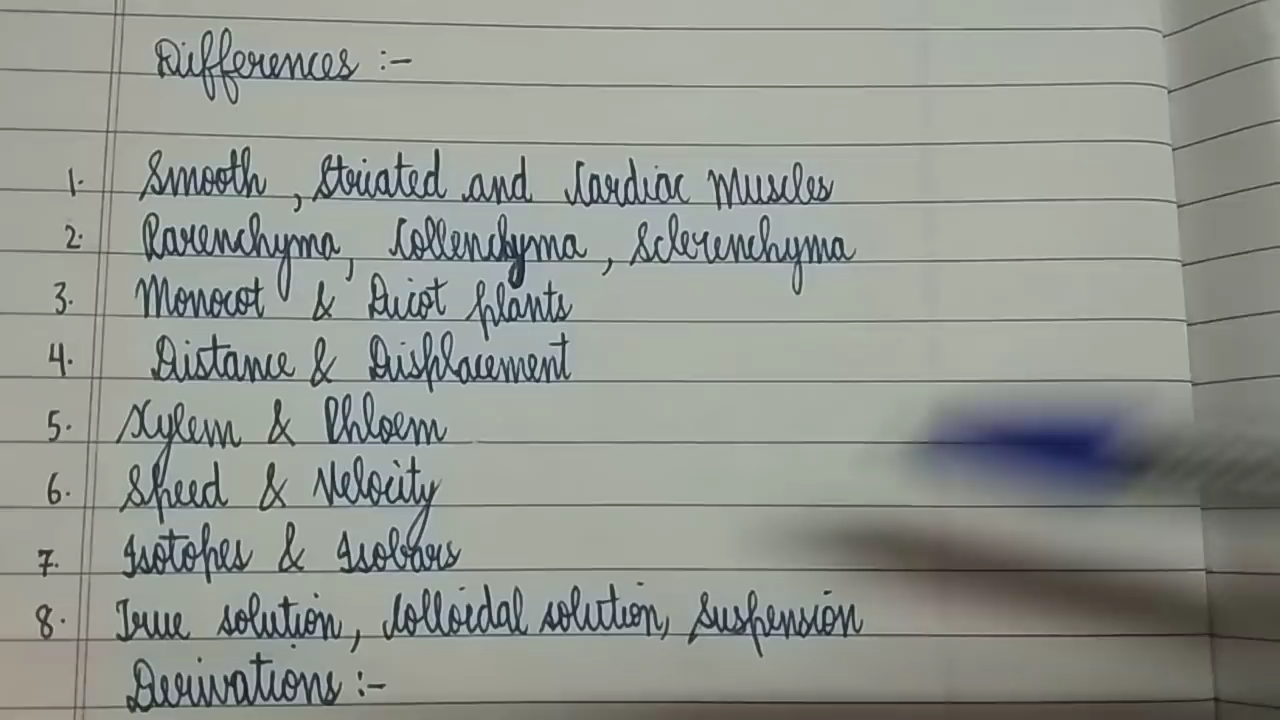 Differences :-
1. Smooth, Striated and Cardiac Muscles
2. Parenchyma, Collenchyma, Sclerenchyma
3. Monocot & Dicot plants
4. Distance & Displacement
5. Xylem & Phloem
6. Speed & Velocity
7. Isotopes & Isobars
8. True solution, Colloidal solution, Suspension
Derivations :-